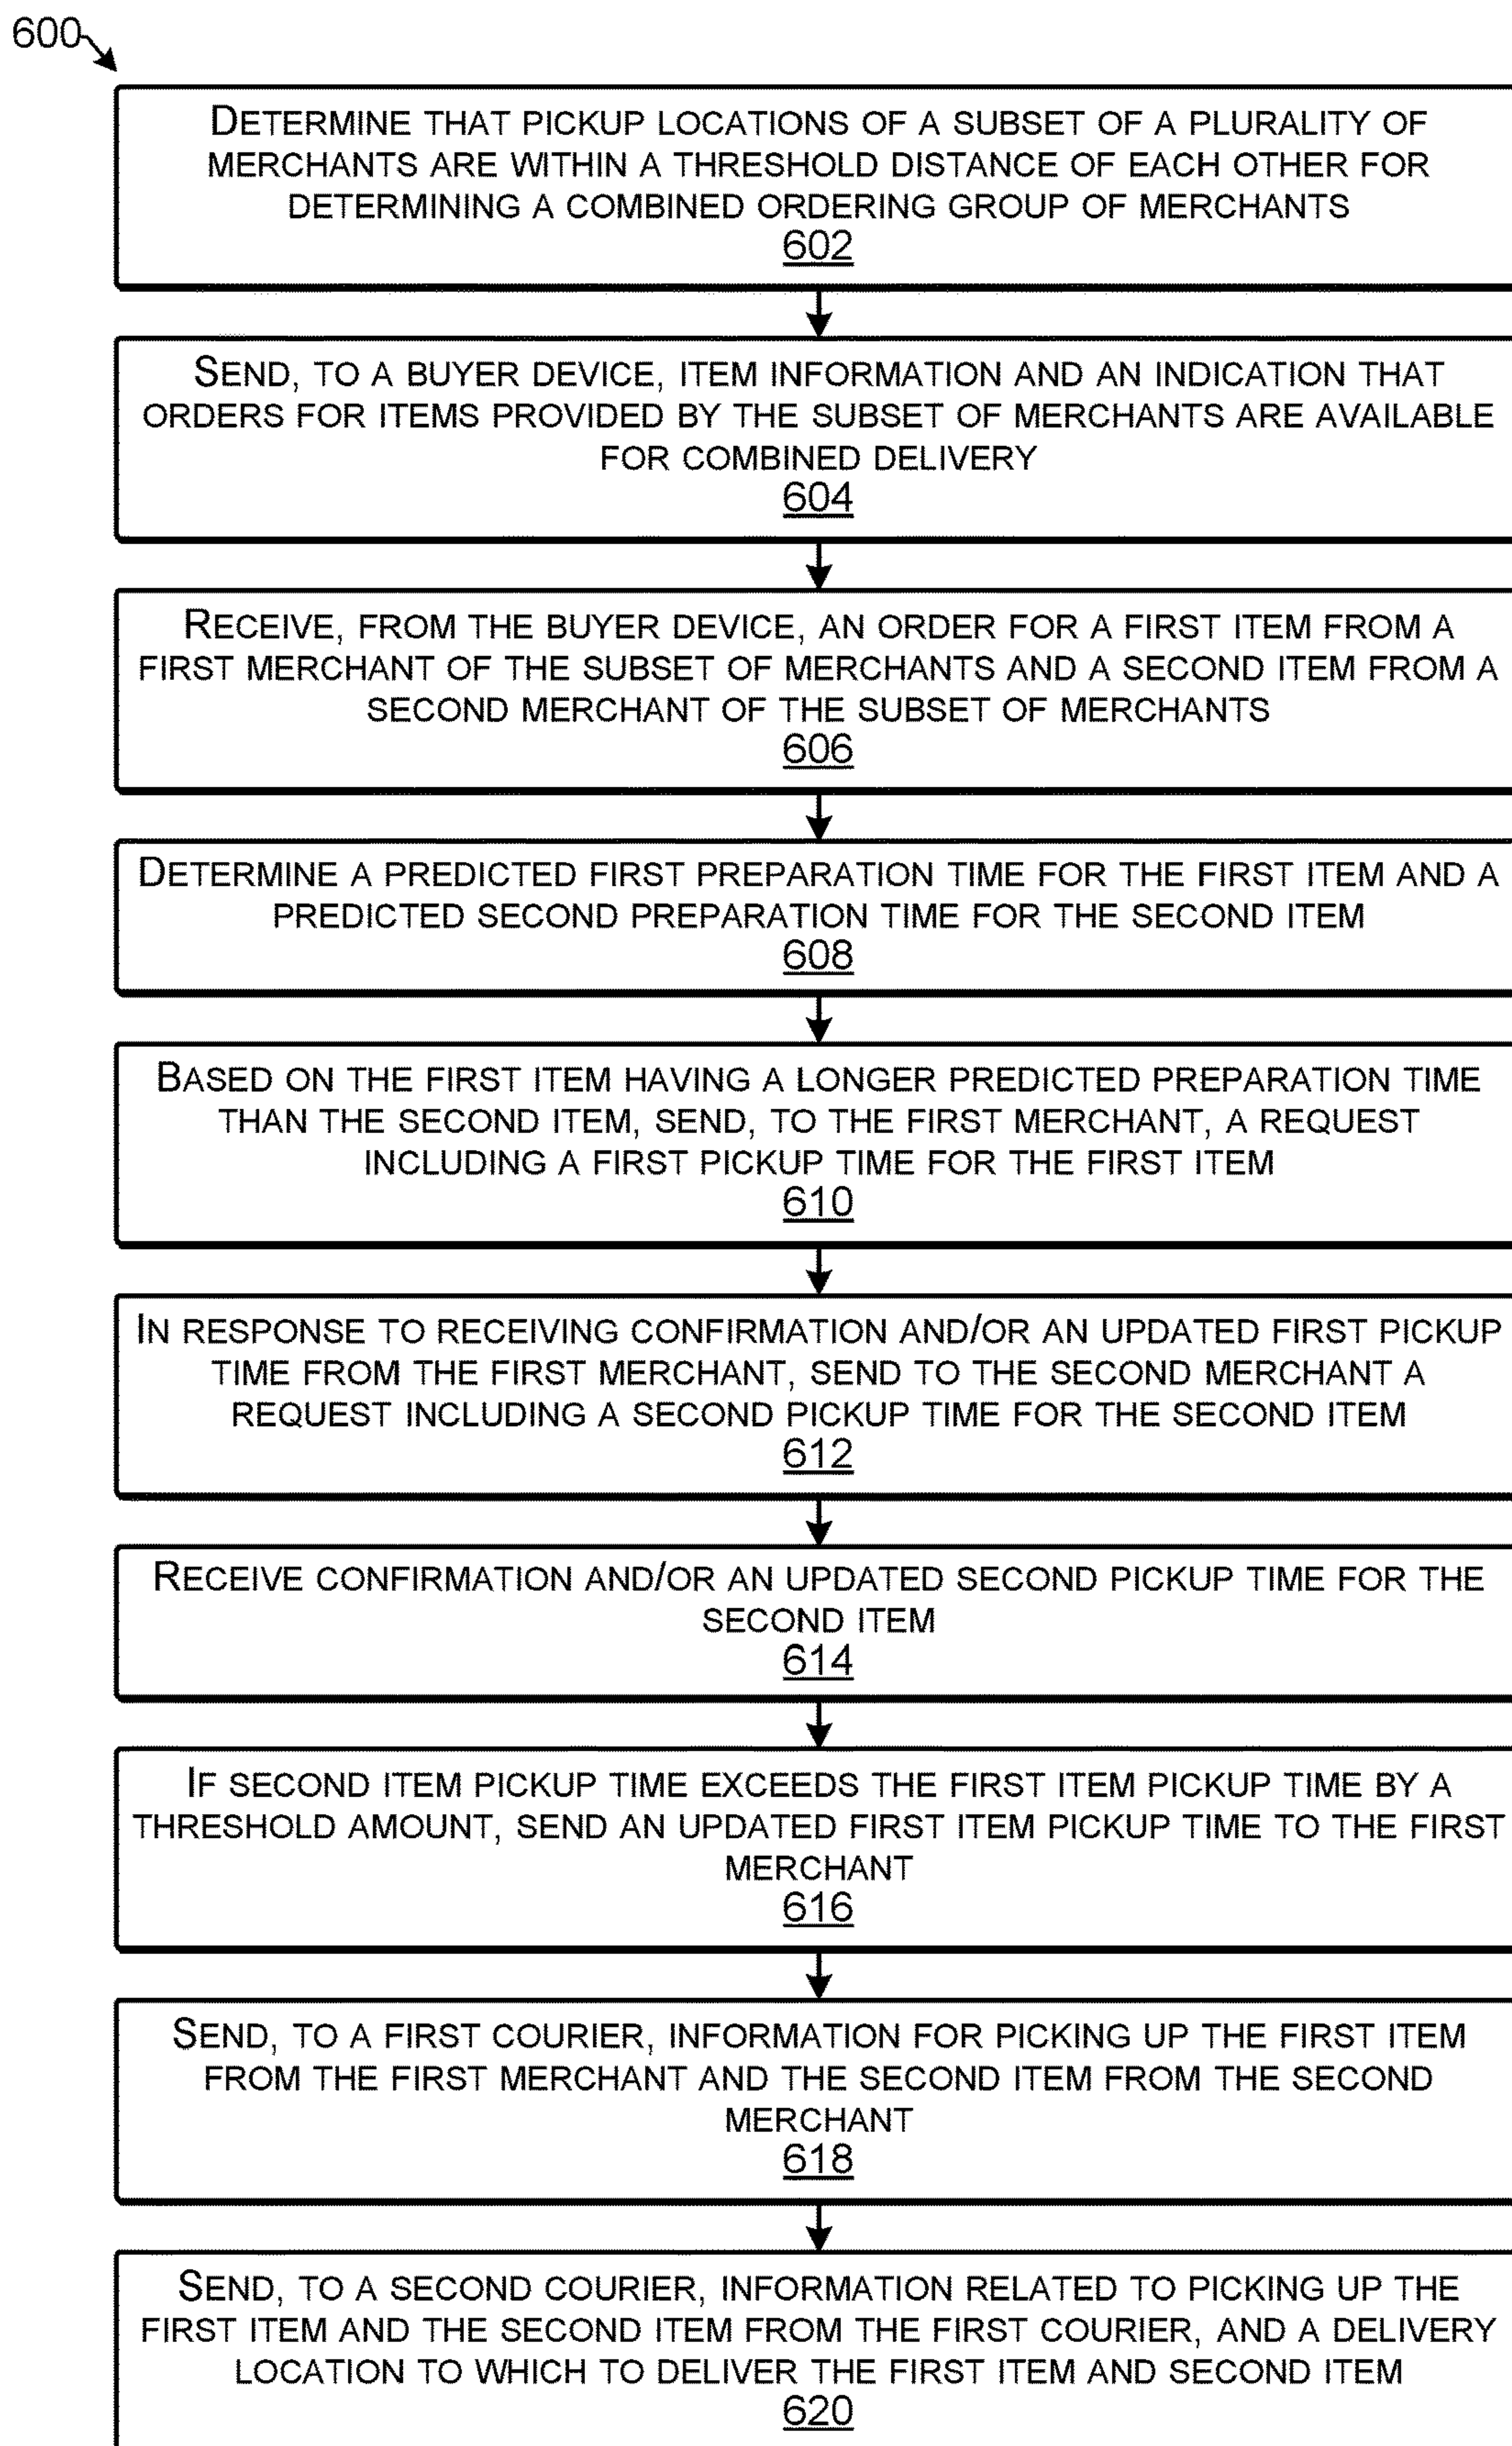 600
DETERMINE THAT PICKUP LOCATIONS OF A SUBSET OF A PLURALITY OF
MERCHANTS ARE WITHIN A THRESHOLD DISTANCE OF EACH OTHER FOR
DETERMINING A COMBINED ORDERING GROUP OF MERCHANTS
602
SEND, TO A BUYER DEVICE, ITEM INFORMATION AND AN INDICATION THAT
ORDERS FOR ITEMS PROVIDED BY THE SUBSET OF MERCHANTS ARE AVAILABLE
FOR COMBINED DELIVERY
604
RECEIVE, FROM THE BUYER DEVICE, AN ORDER FOR A FIRST ITEM FROM A
FIRST MERCHANT OF THE SUBSET OF MERCHANTS AND A SECOND ITEM FROM A
SECOND MERCHANT OF THE SUBSET OF MERCHANTS
606
DETERMINE A PREDICTED FIRST PREPARATION TIME FOR THE FIRST ITEM AND A
PREDICTED SECOND PREPARATION TIME FOR THE SECOND ITEM
608
BASED ON THE FIRST ITEM HAVING A LONGER PREDICTED PREPARATION TIME
THAN THE SECOND ITEM, SEND, TO THE FIRST MERCHANT, A REQUEST
INCLUDING A FIRST PICKUP TIME FOR THE FIRST ITEM
610
IN RESPONSE TO RECEIVING CONFIRMATION AND/OR AN UPDATED FIRST PICKUP
TIME FROM THE FIRST MERCHANT, SEND TO THE SECOND MERCHANT A
REQUEST INCLUDING A SECOND PICKUP TIME FOR THE SECOND ITEM
612
RECEIVE CONFIRMATION AND/OR AN UPDATED SECOND PICKUP TIME FOR THE
SECOND ITEM
614
IF SECOND ITEM PICKUP TIME EXCEEDS THE FIRST ITEM PICKUP TIME BY A
THRESHOLD AMOUNT, SEND AN UPDATED FIRST ITEM PICKUP TIME TO THE FIRST
MERCHANT
616
SEND, TO A FIRST COURIER, INFORMATION FOR PICKING UP THE FIRST ITEM
FROM THE FIRST MERCHANT AND THE SECOND ITEM FROM THE SECOND
MERCHANT
618
SEND, TO A SECOND COURIER, INFORMATION RELATED TO PICKING UP THE
FIRST ITEM AND THE SECOND ITEM FROM THE FIRST COURIER, AND A DELIVERY
LOCATION TO WHICH TO DELIVER THE FIRST ITEM AND SECOND ITEM
620